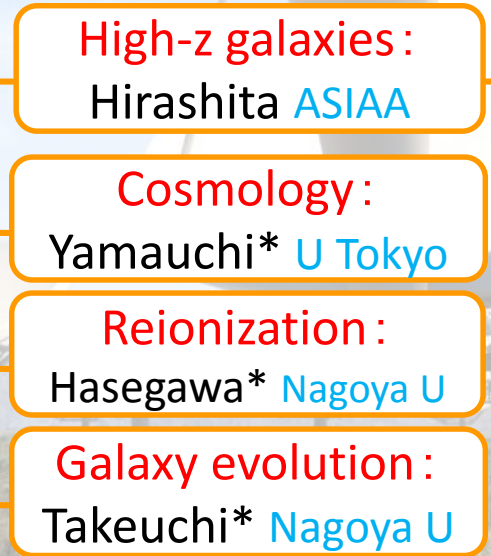 High-z galaxies：
Hirashita ASIAA
Cosmology：
Yamauchi* U Tokyo
Reionization：
Hasegawa* Nagoya U
Galaxy evolution：
Takeuchi* Nagoya U